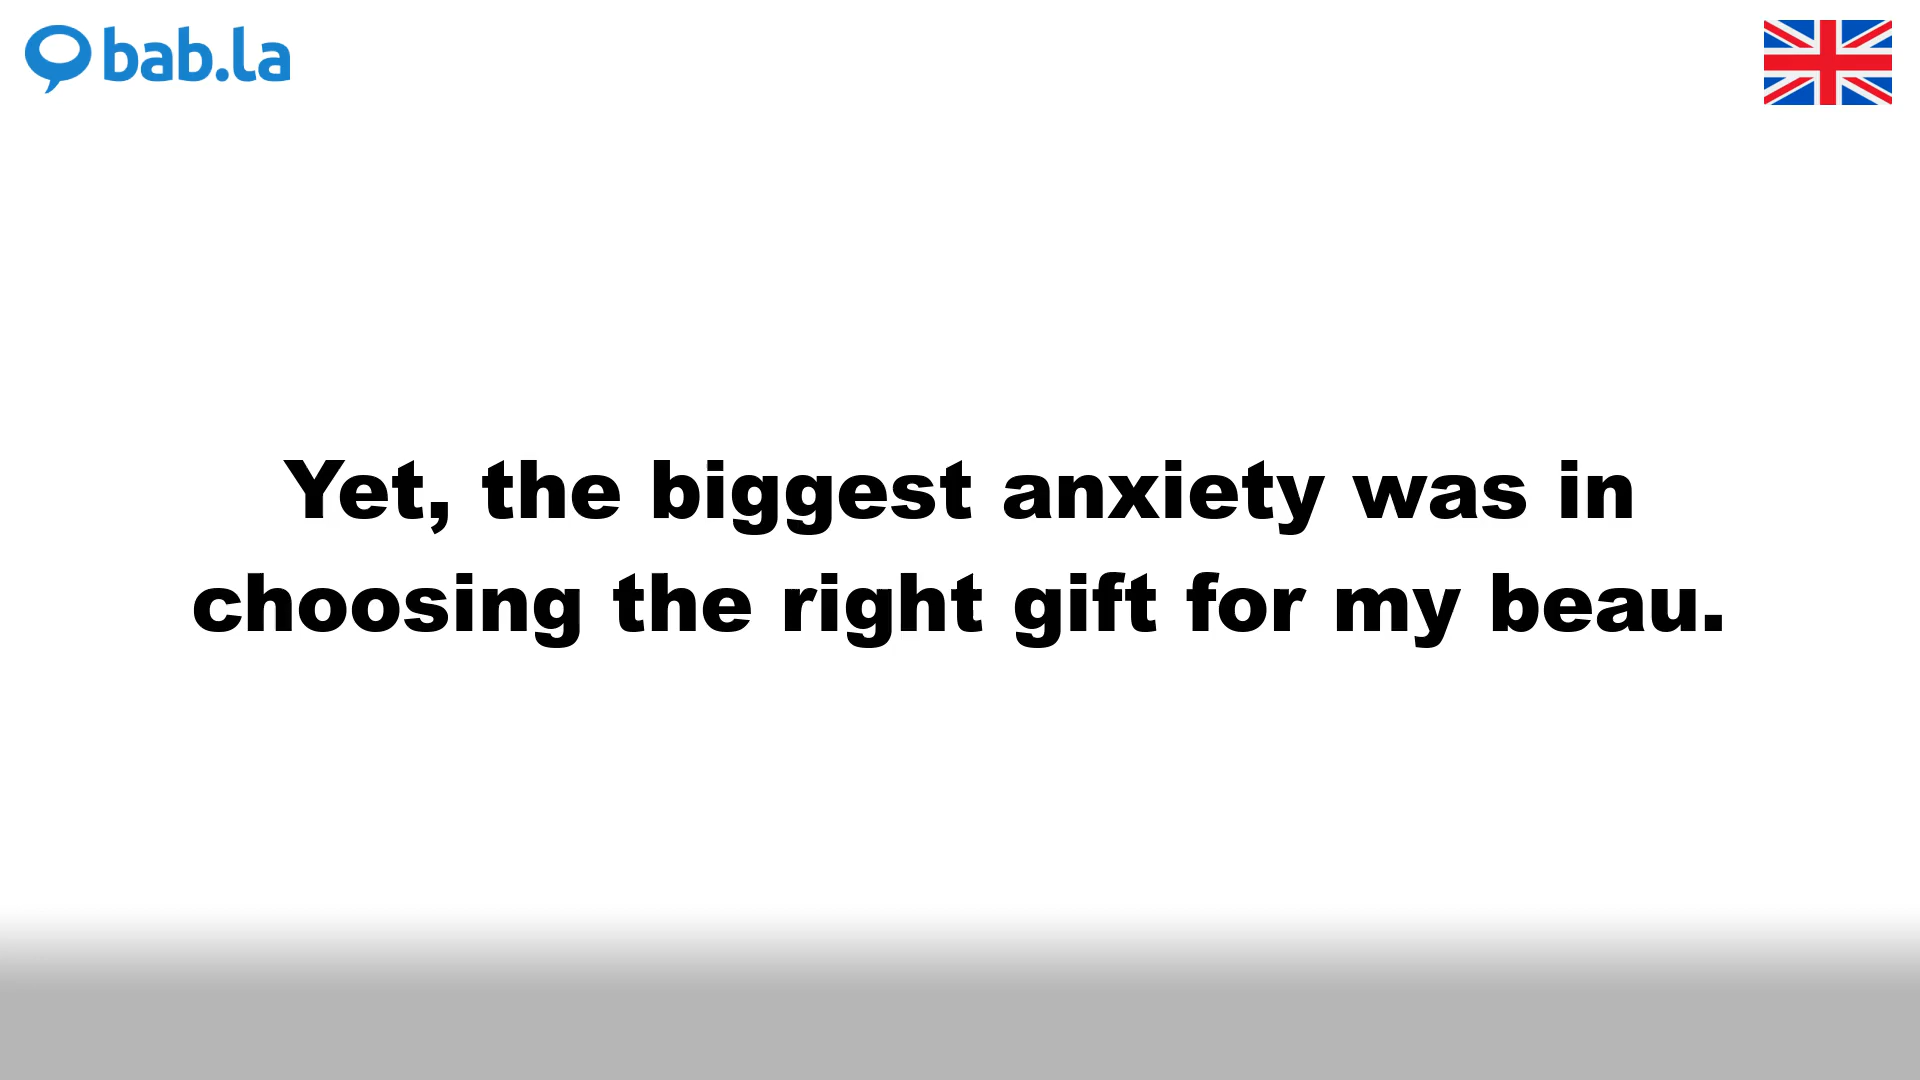 bab.la
Yet, the biggest anxiety was in
choosing the right gift for my beau.